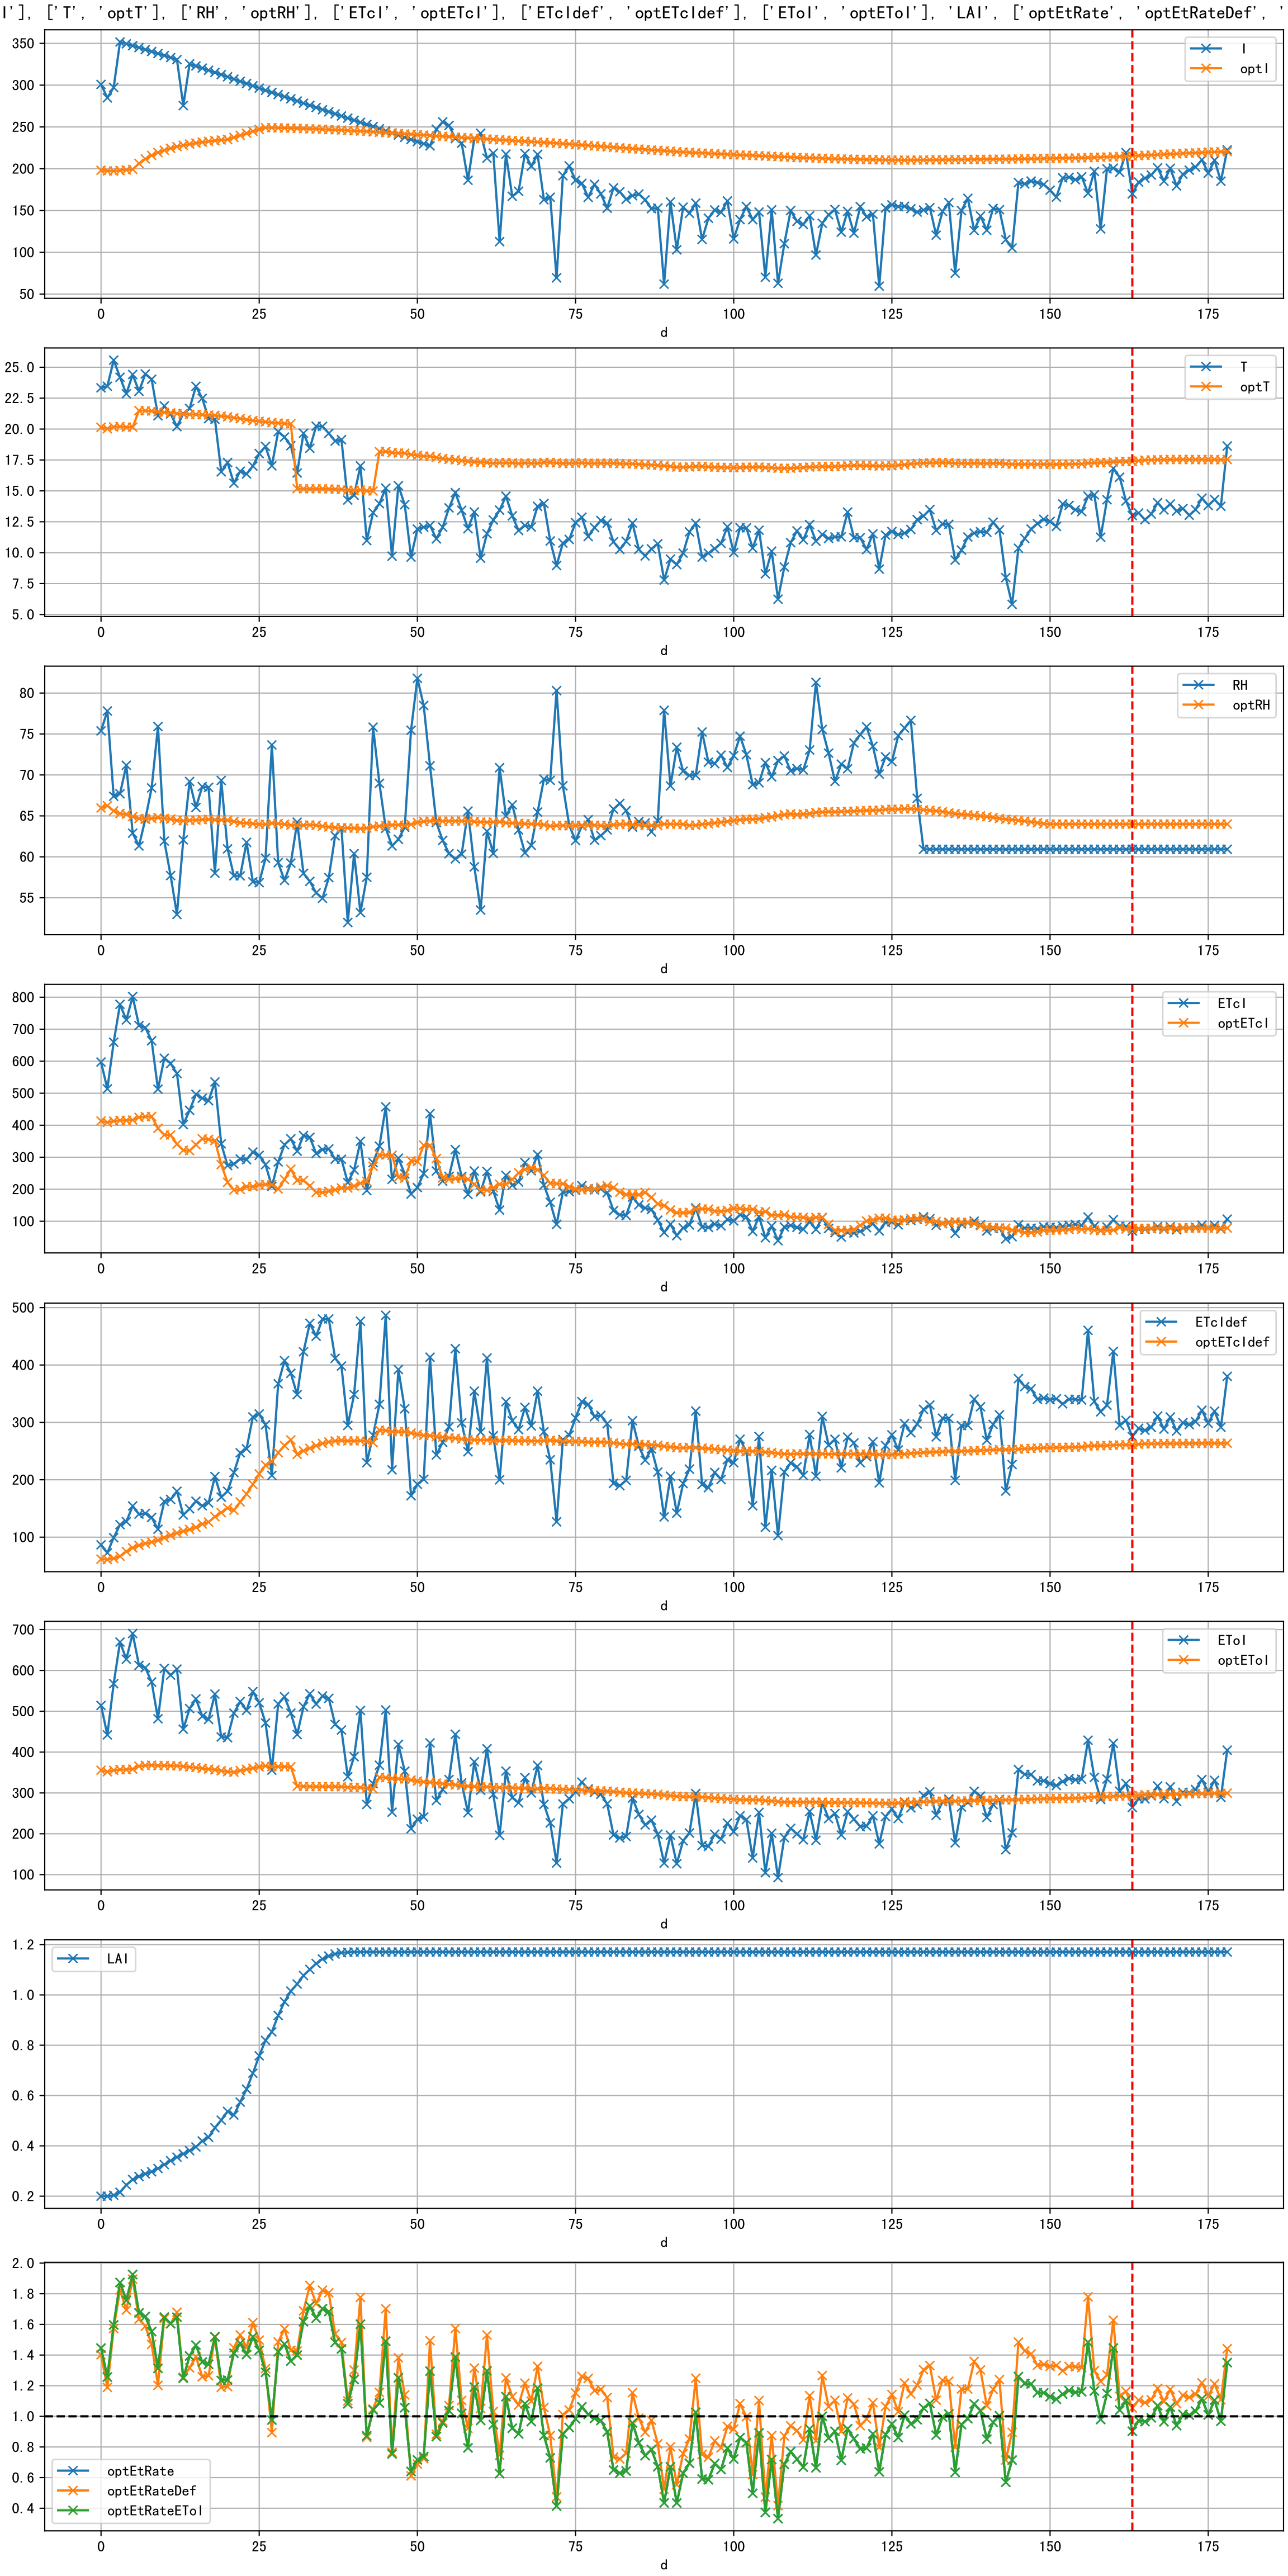 I'], ['T', 'optT'], ['RH', 'optRH'], ['ETcI', 'optETcI'], ['ETcIdef', 'optETcIdef'], ['EToI', 'optEToI'], 'LAI', ['optEtRate', 'optEtRateDef', '
350
300
250
200
150
100
50
I
optI
0 25 50 75 100 125 150 175
d
25.0
22.5
20.0
17.5
15.0
12.5
10.0
7.5
5.0
T
optT
0 25 50 75 100 125 150 175
d
80
75
70
65
60
55
RH
optRH
0 25 50 75 100 125 150 175
d
800
700
600
500
400
300
200
100
ETcI
optETcI
0 25 50 75 100 125 150 175
d
500
400
300
200
100
ETcIdef
optETcIdef
0 25 50 75 100 125 150 175
d
700
600
500
400
300
200
100
EToI
optEToI
0 25 50 75 100 125 150 175
d
1.2
1.0
0.8
0.6
0.4
0.2
LAI
0 25 50 75 100 125 150 175
d
2.0
1.8
1.6
1.4
1.2
1.0
0.8
0.6
0.4
optEtRate
optEtRateDef
optEtRateEToI
0 25 50 75 100 125 150 175
d